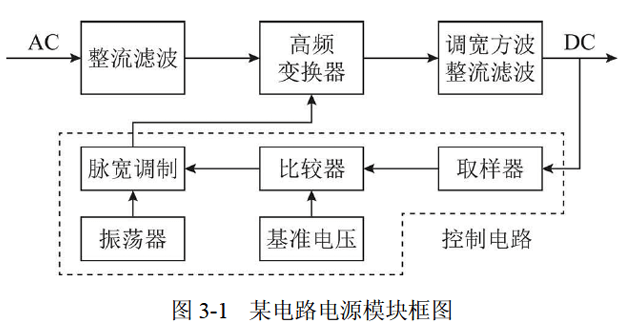 AC
整流滤波
高频
变换器
调宽方波
整流滤波
DC
脉宽调制
比较器
取样器
振荡器
基准电压
控制电路
图 3-1 某电路电源模块框图